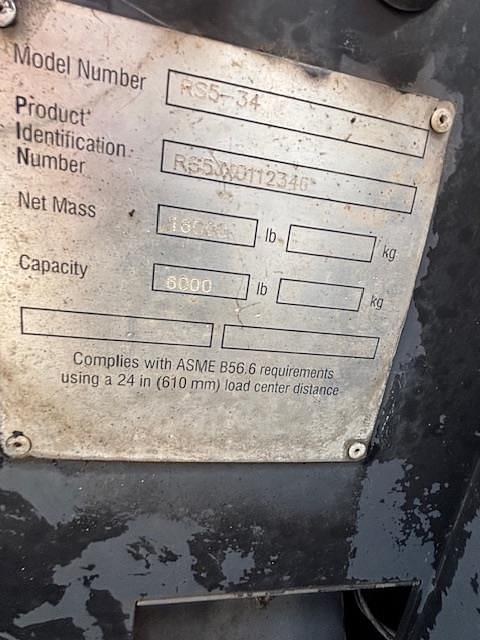 Model Number RS5-34
Product
Identification
Number
Net Mass lb kg
Capacity 6000 lb kg
Complies with ASME B56.6 requirements
using a 24 in (610 mm) load center distance